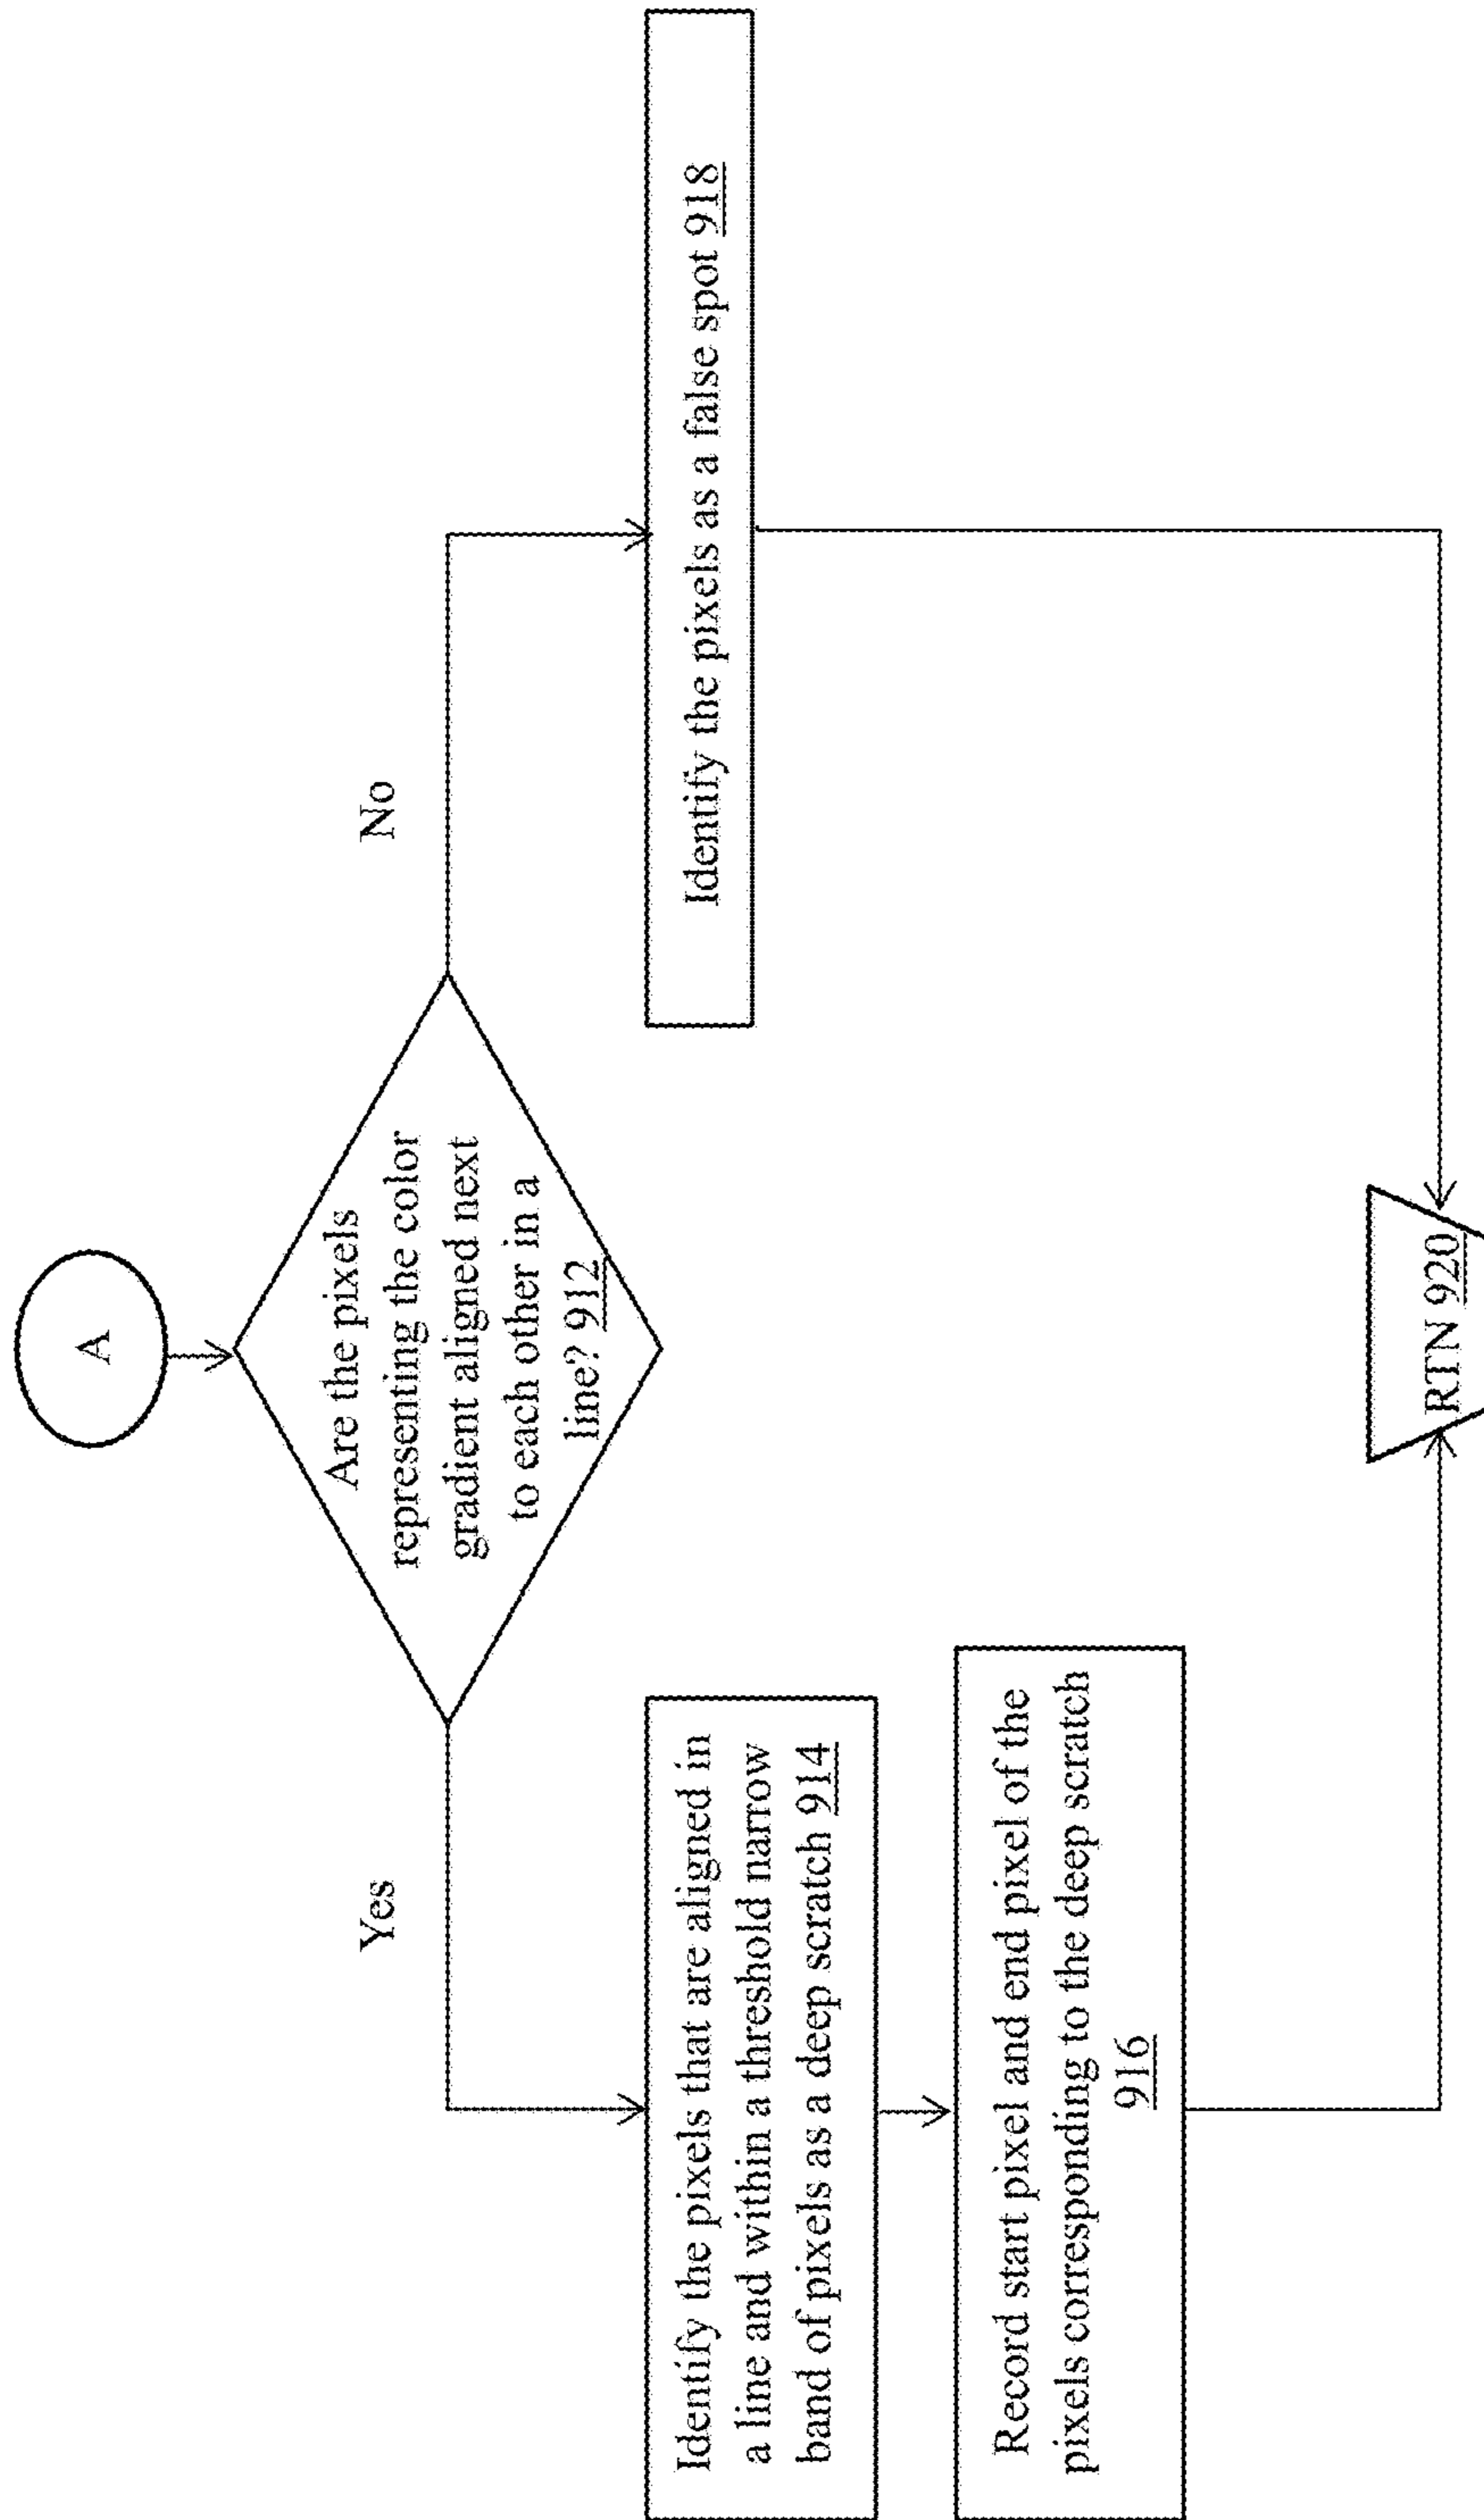 A
Are the pixels
representing the color
gradient aligned next
to each other in a
line? 912
Yes
No
Identify the pixels that are aligned in
a line and within a threshold narrow
band of pixels as a deep scratch 914
Identify the pixels as a false spot 918
Record start pixel and end pixel of the
pixels corresponding to the deep scratch
916
RTN 920